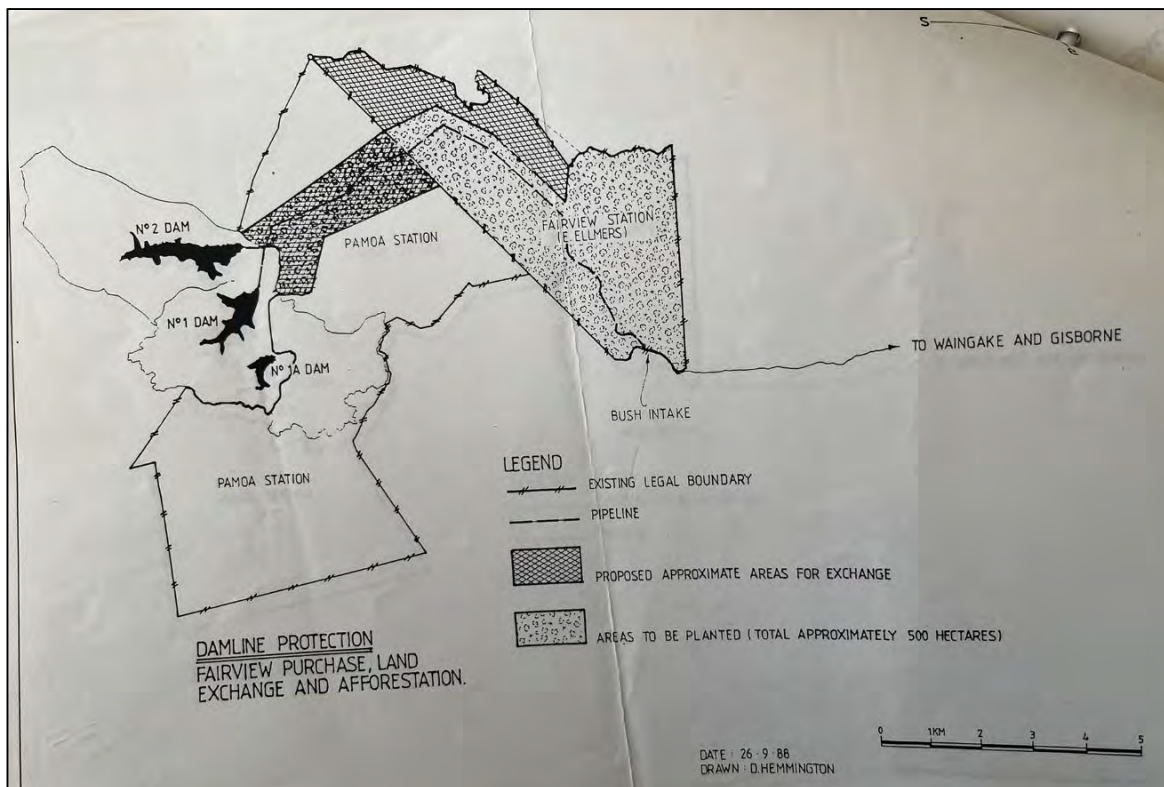 S
E
Nº 2 DAM
PAMOA STATION
FAIRVIEW STATION
(E. ELLMERS)
Nº 1 DAM
Nº 1A DAM
TO WAINGAKE AND GISBORNE
BUSH INTAKE
PAMOA STATION
LEGEND
EXISTING LEGAL BOUNDARY
PIPELINE
PROPOSED APPROXIMATE AREAS FOR EXCHANGE
AREAS TO BE PLANTED (TOTAL APPROXIMATELY 500 HECTARES)
DAMLINE PROTECTION
FAIRVIEW PURCHASE, LAND
EXCHANGE AND AFFORESTATION.
0 1KM 2 3 4 5
DATE : 26 - 9 - 88
DRAWN : D.HEMMINGTON